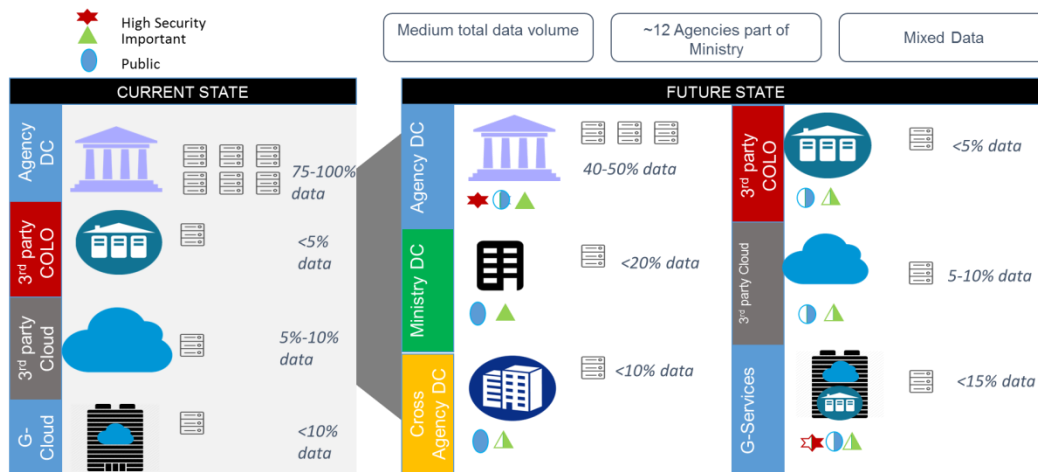 High Security
Important
Public
Medium total data volume
~12 Agencies part of
Ministry
Mixed Data
CURRENT STATE
Agency
DC
75-100%
data
3rd party
COLO
<5%
data
3rd party
Cloud
5%-10%
data
G-
Cloud
<10%
data
FUTURE STATE
Agency DC
40-50% data
Ministry DC
<20% data
Cross
Agency DC
<10% data
3rd party
COLO
<5% data
3rd party Cloud
5-10% data
G-Services
<15% data